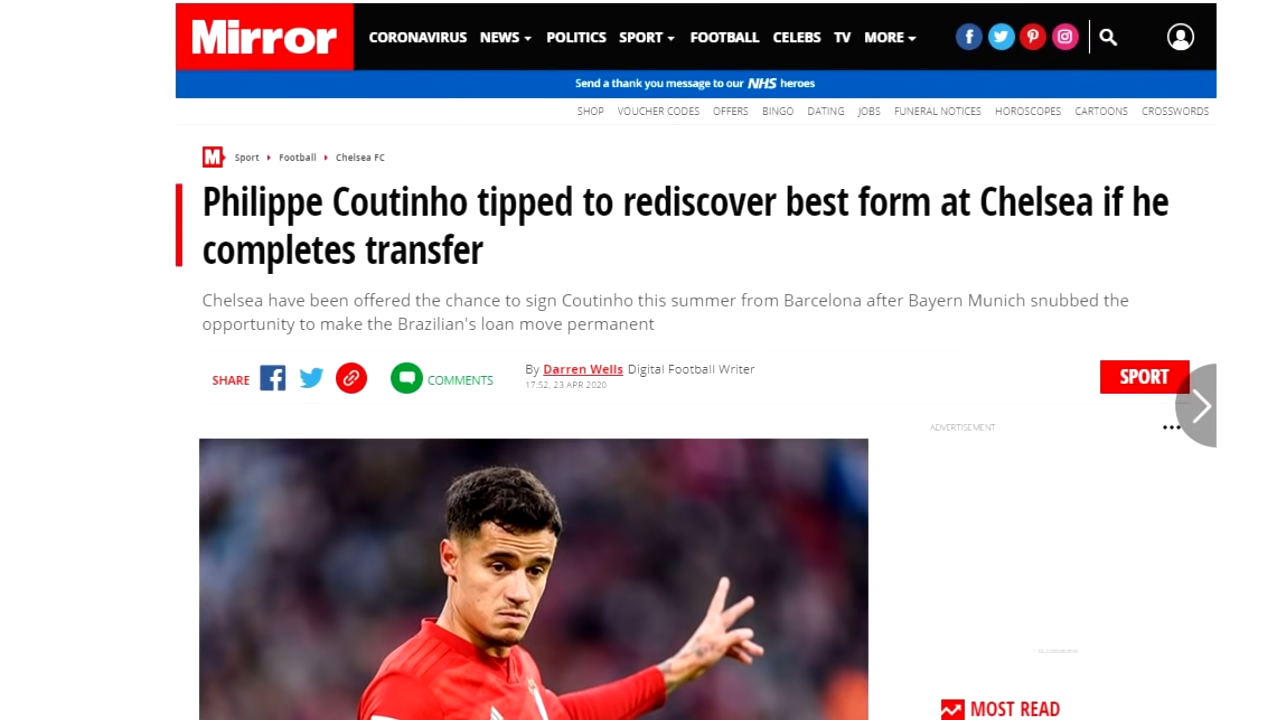 Mirror
CORONAVIRUS NEWS POLITICS SPORT FOOTBALL CELEBS TV MORE
Send a thank you message to our NHS heroes
SHOP VOUCHER CODES OFFERS BINGO DATING JOBS FUNERAL NOTICES HOROSCOPES CARTOONS CROSSWORDS
M Sport Football Chelsea FC
Philippe Coutinho tipped to rediscover best form at Chelsea if he
completes transfer
Chelsea have been offered the chance to sign Coutinho this summer from Barcelona after Bayern Munich snubbed the
opportunity to make the Brazilian's loan move permanent
SHARE COMMENTS
By Darren Wells Digital Football Writer
17:52, 23 APR 2020
SPORT
ADVERTISEMENT
MOST READ